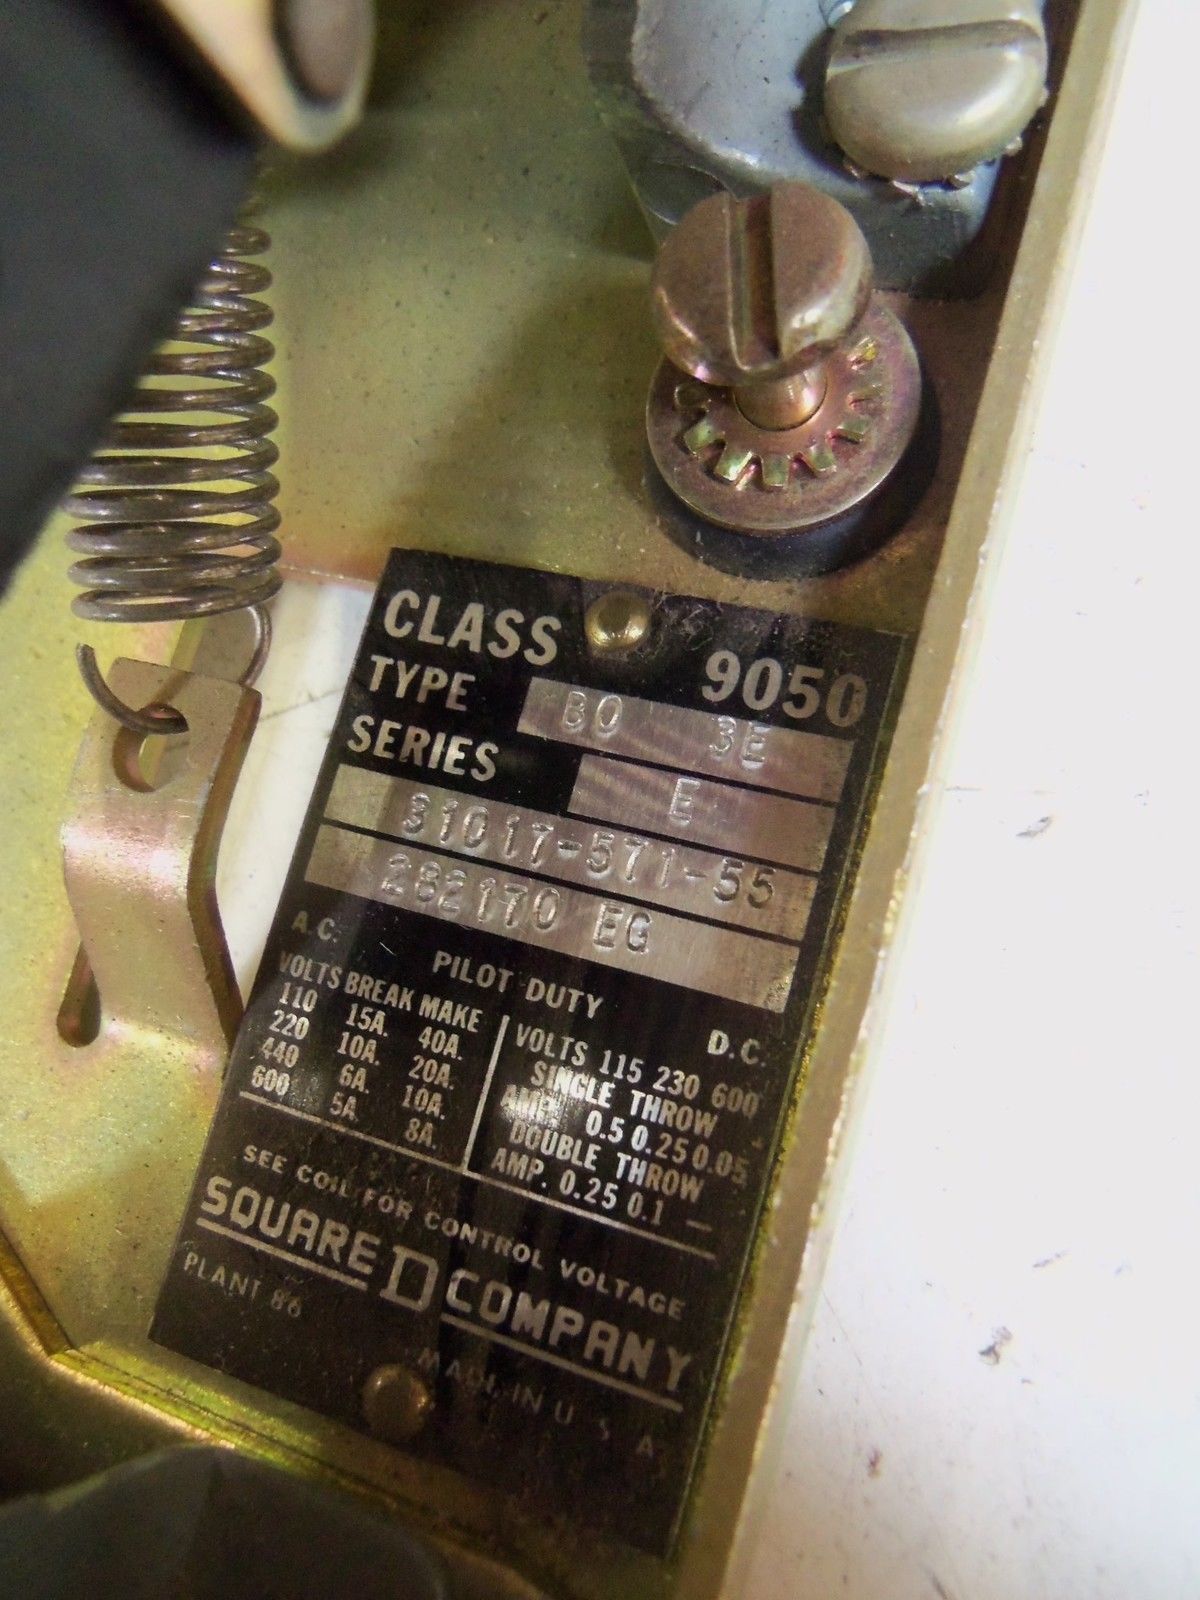 CLASS 9050
TYPE BO 3E
SERIES E
31017-571-55
282170 EG
A.C. PILOT DUTY D.C.
VOLTS BREAK MAKE
110 15A. 40A.
220 10A. 20A.
440 6A. 10A.
600 5A 8A.
VOLTS 115 230 600
SINGLE THROW
AMP. 0.5 0.25 0.05
DOUBLE THROW
AMP. 0.25 0.1 —
SEE COIL FOR CONTROL VOLTAGE
SQUARE D COMPANY
PLANT 86
MADE IN U S A